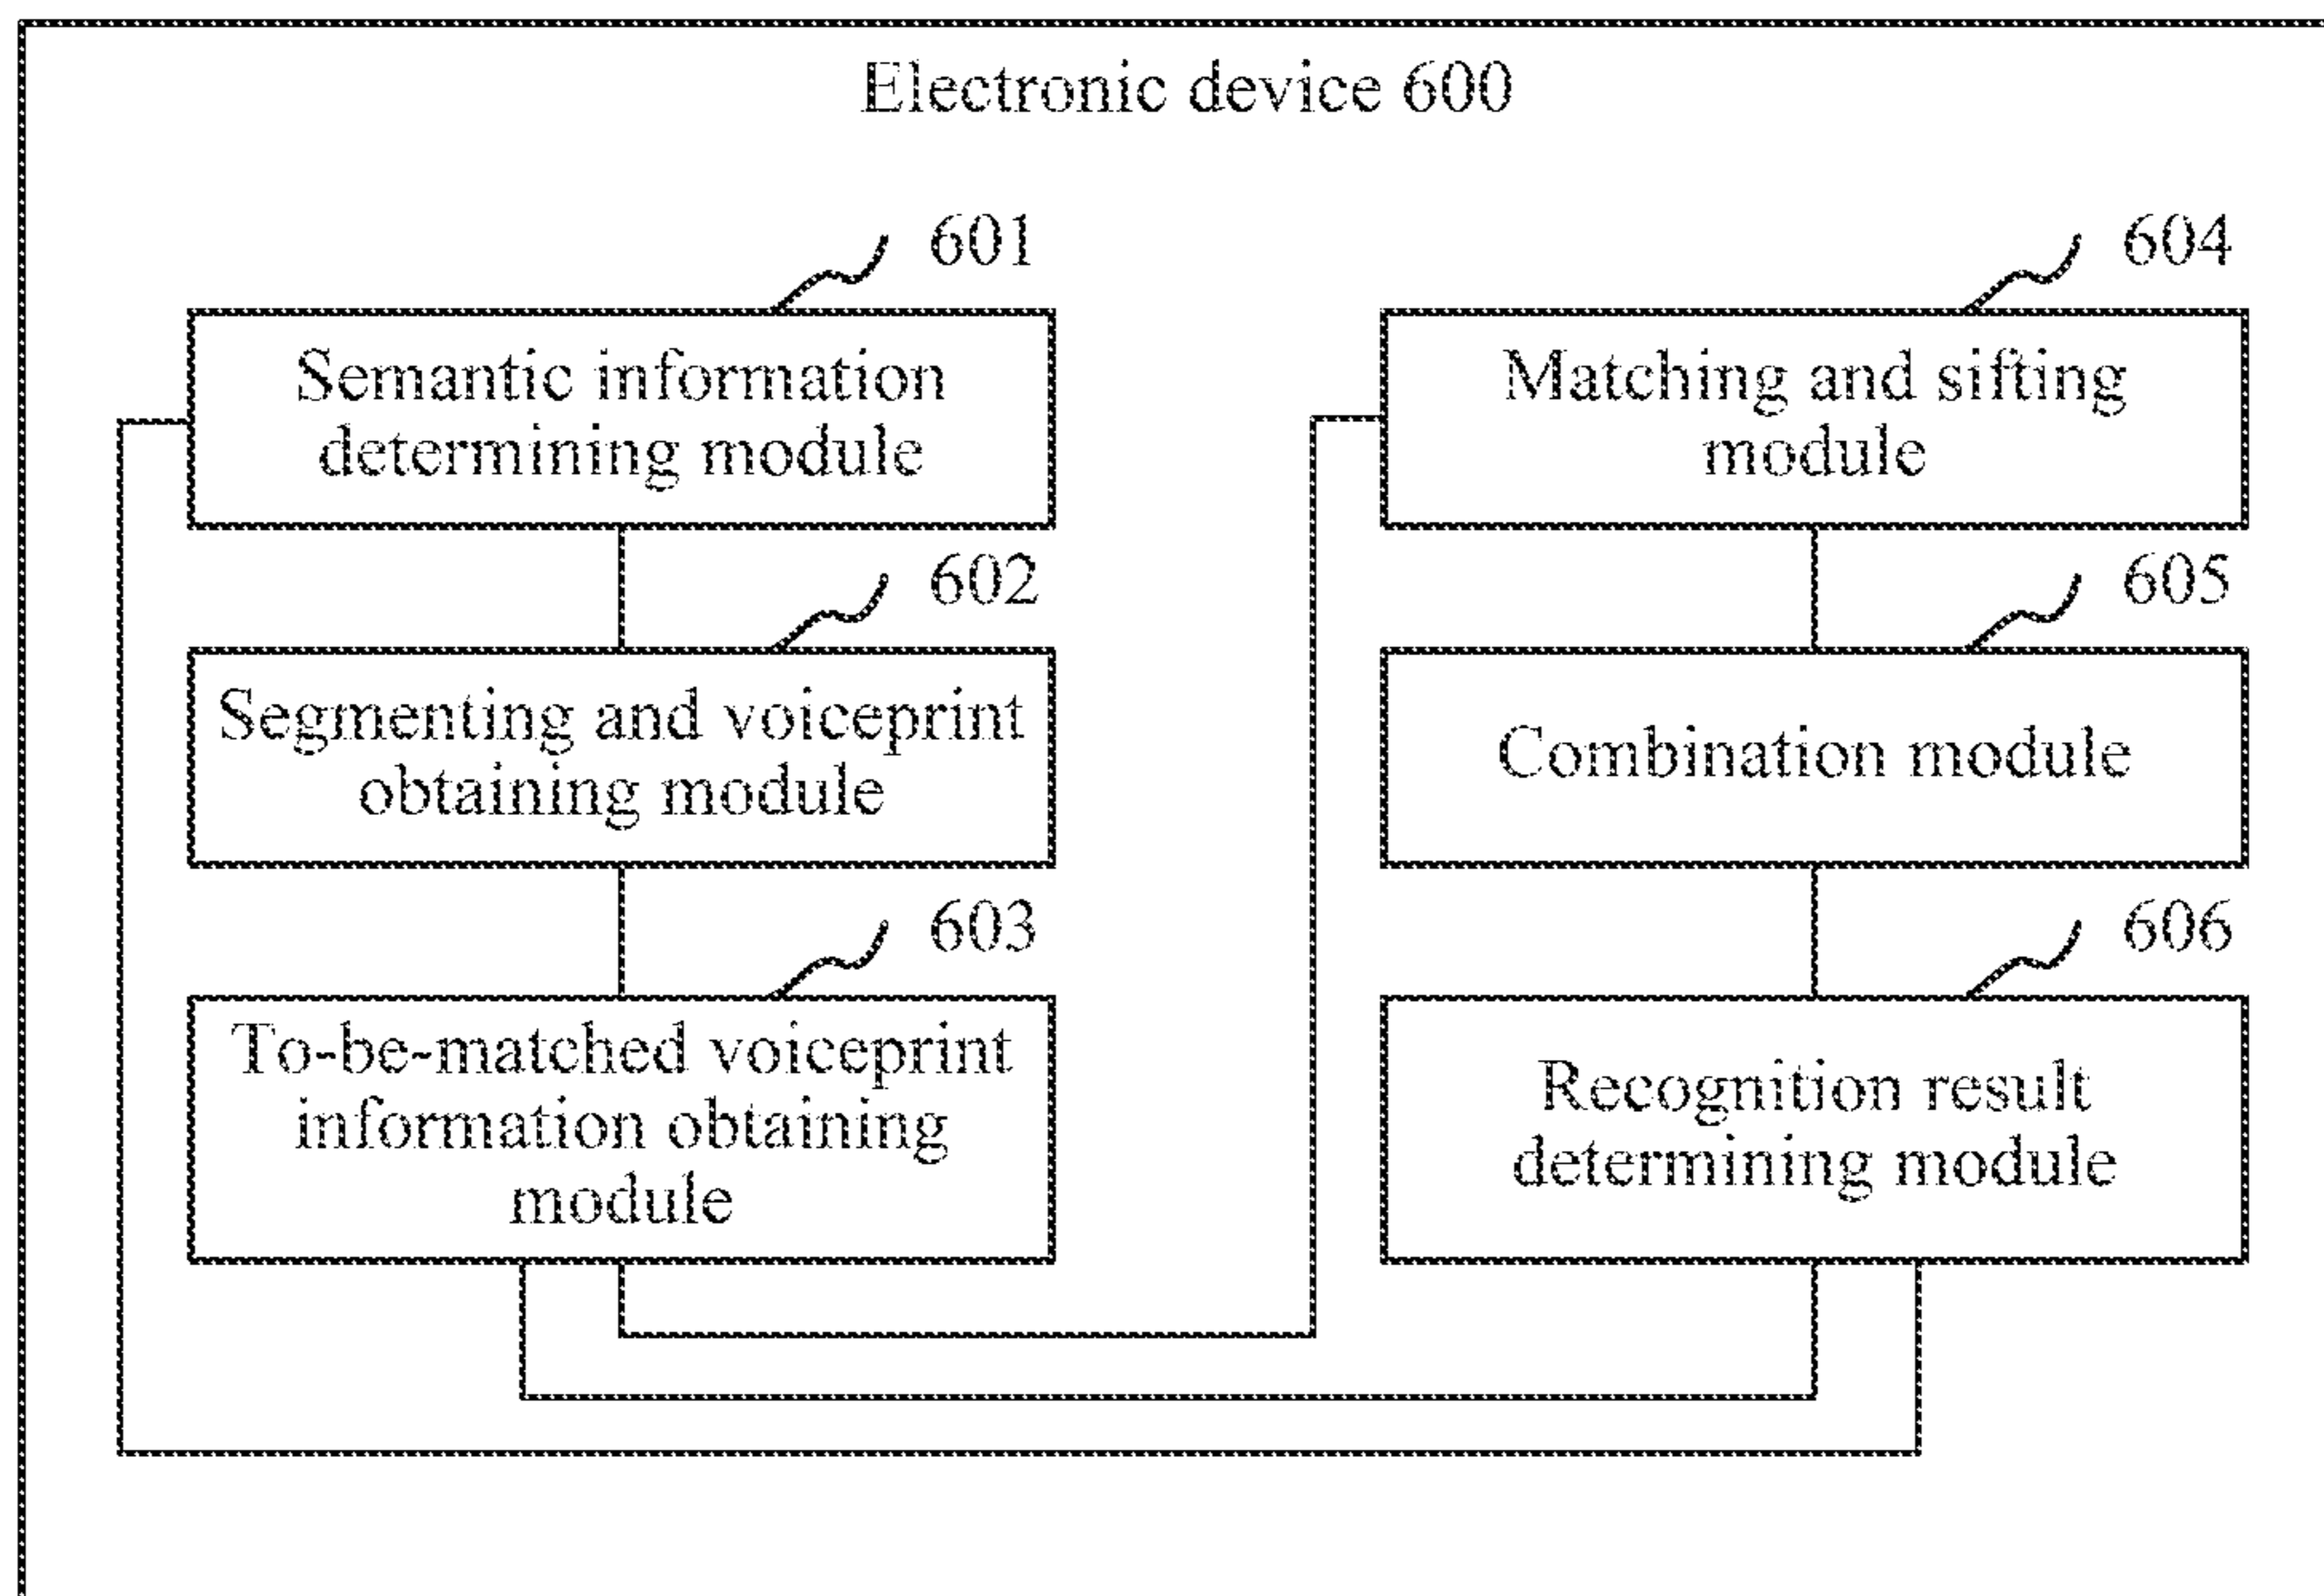 Electronic device 600
601
Semantic information
determining module
602
Segmenting and voiceprint
obtaining module
603
To-be-matched voiceprint
information obtaining
module
604
Matching and sifting
module
605
Combination module
606
Recognition result
determining module